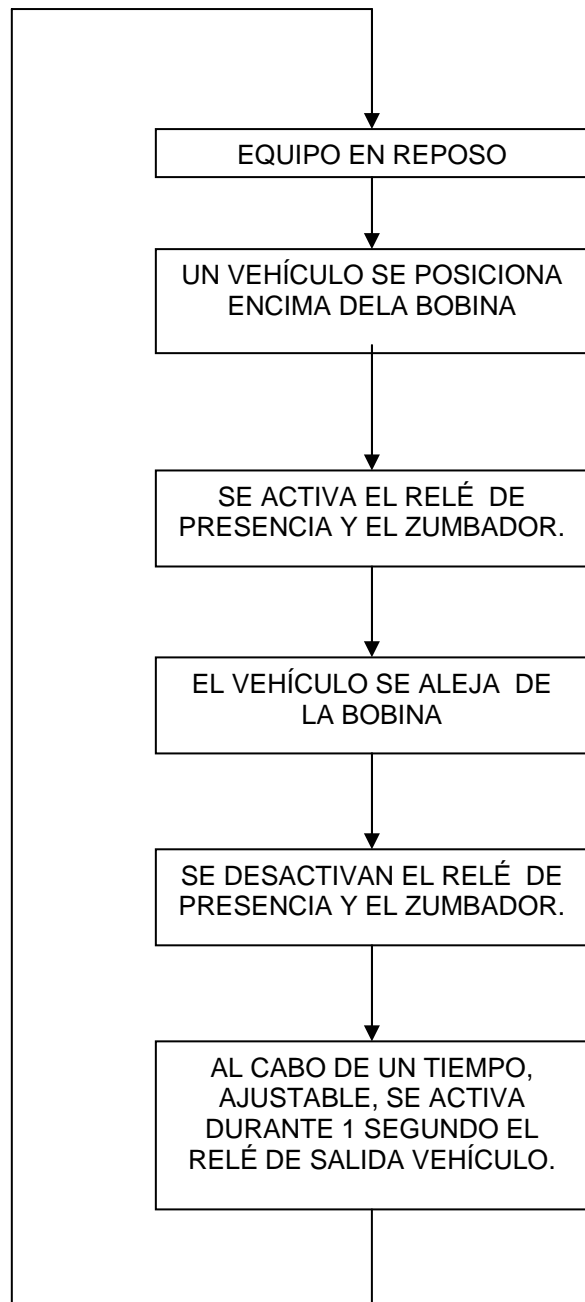 EQUIPO EN REPOSO
UN VEHÍCULO SE POSICIONA
ENCIMA DELA BOBINA
SE ACTIVA EL RELÉ DE
PRESENCIA Y EL ZUMBADOR.
EL VEHÍCULO SE ALEJA DE
LA BOBINA
SE DESACTIVAN EL RELÉ DE
PRESENCIA Y EL ZUMBADOR.
AL CABO DE UN TIEMPO,
AJUSTABLE, SE ACTIVA
DURANTE 1 SEGUNDO EL
RELÉ DE SALIDA VEHÍCULO.